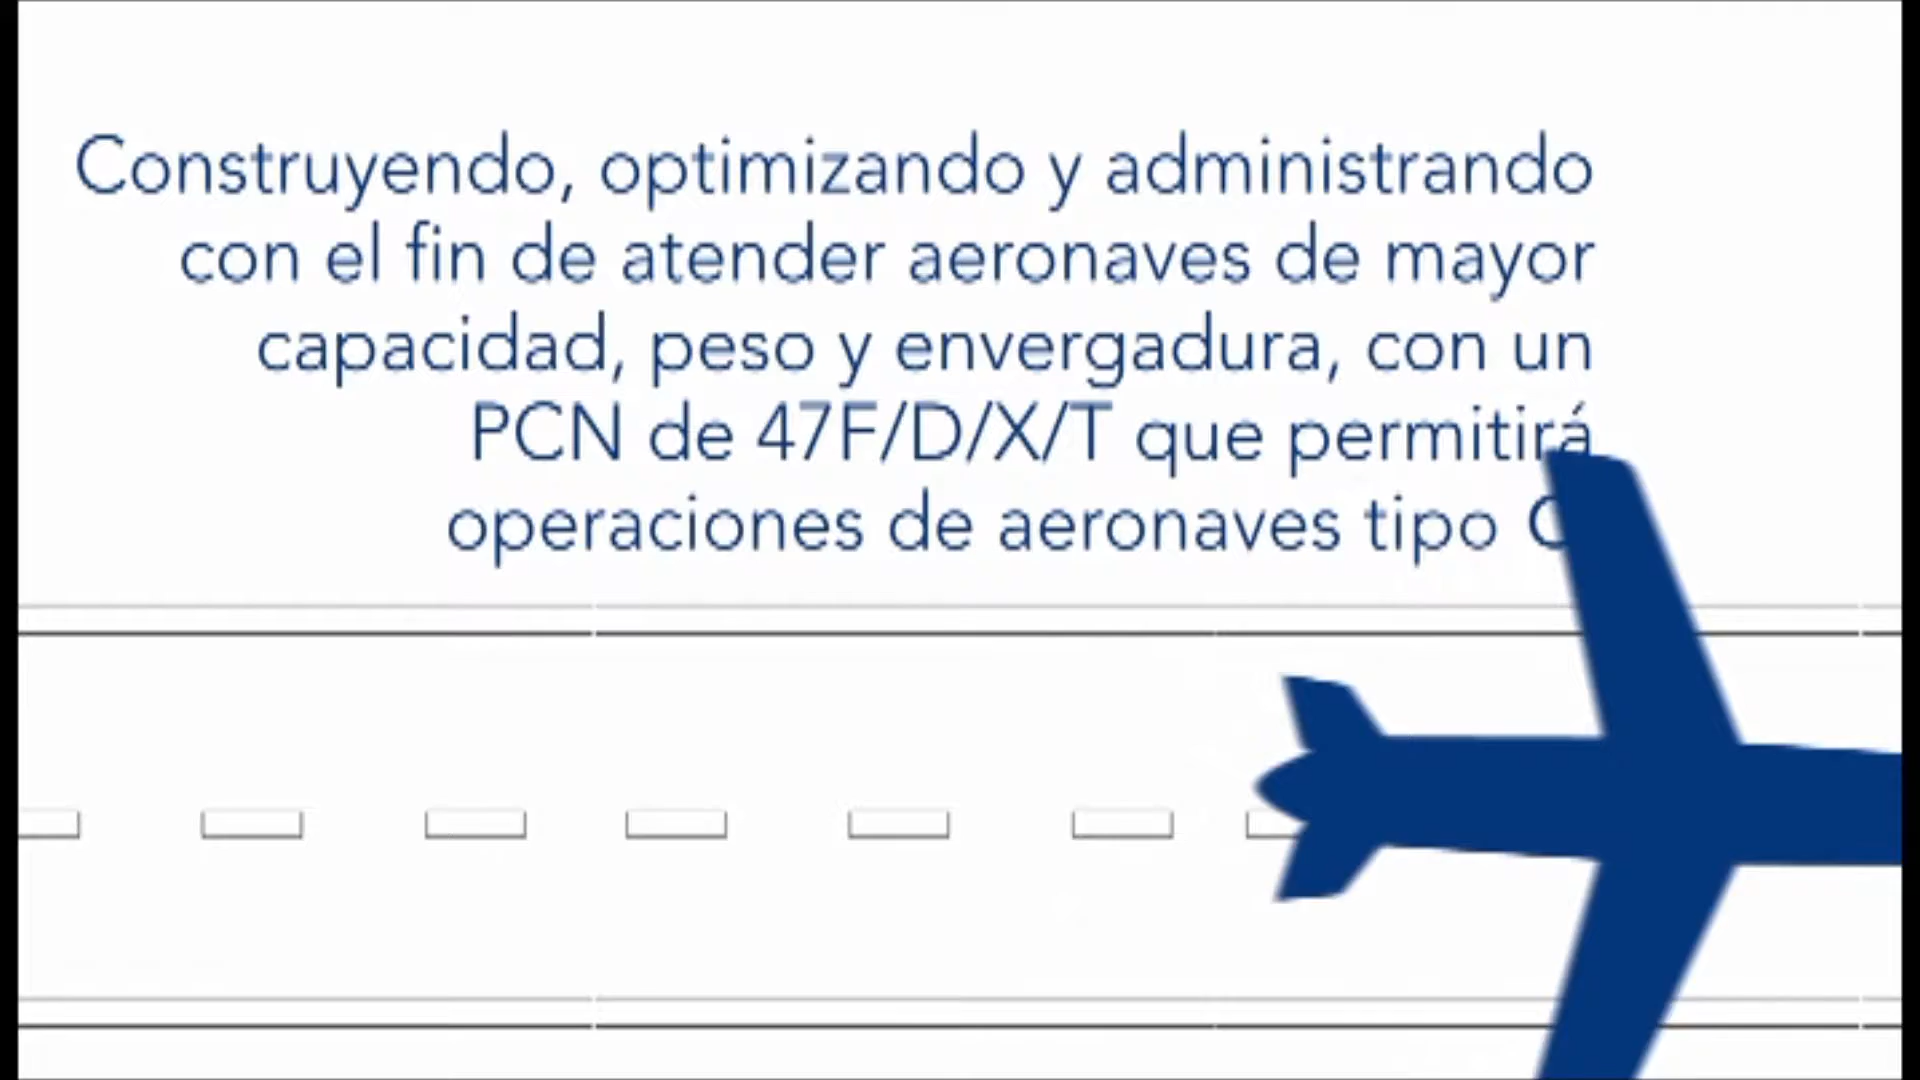 Construyendo, optimizando y administrando
con el fin de atender aeronaves de mayor
capacidad, peso y envergadura, con un
PCN de 47F/D/X/T que permitirá
operaciones de aeronaves tipo